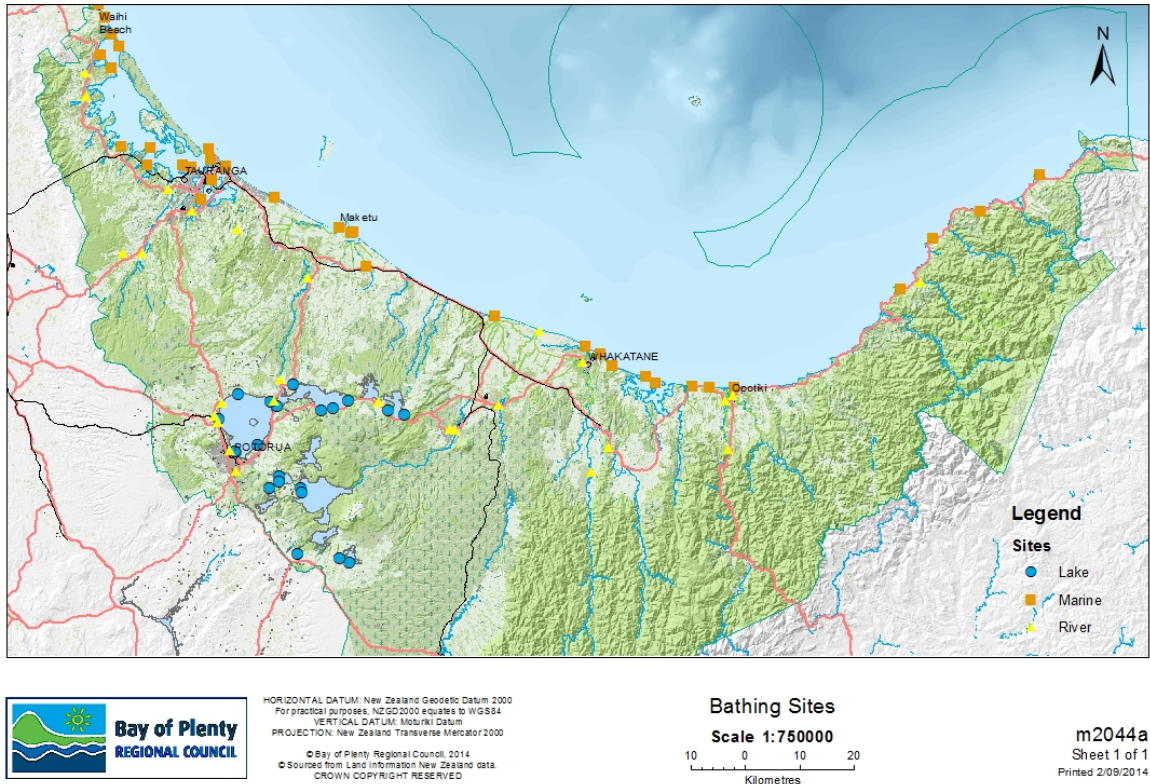 Waihi
Beach
N
TAURANGA
Maketu
WHAKATANE
Opotiki
ROTORUA
Legend
Sites
Lake
Marine
River
Bay of Plenty
REGIONAL COUNCIL
HORIZONTAL DATUM: New Zealand Geodetic Datum 2000
For practical purposes, NZGD2000 equates to WGS84
VERTICAL DATUM: Moturiki Datum
PROJECTION: New Zealand Transverse Mercator 2000
© Bay of Plenty Regional Council, 2014
© Sourced from Land Information New Zealand data.
CROWN COPYRIGHT RESERVED
Bathing Sites
Scale 1:750000
10 0 10 20
Kilometres
m2044a
Sheet 1 of 1
Printed 2/09/2014